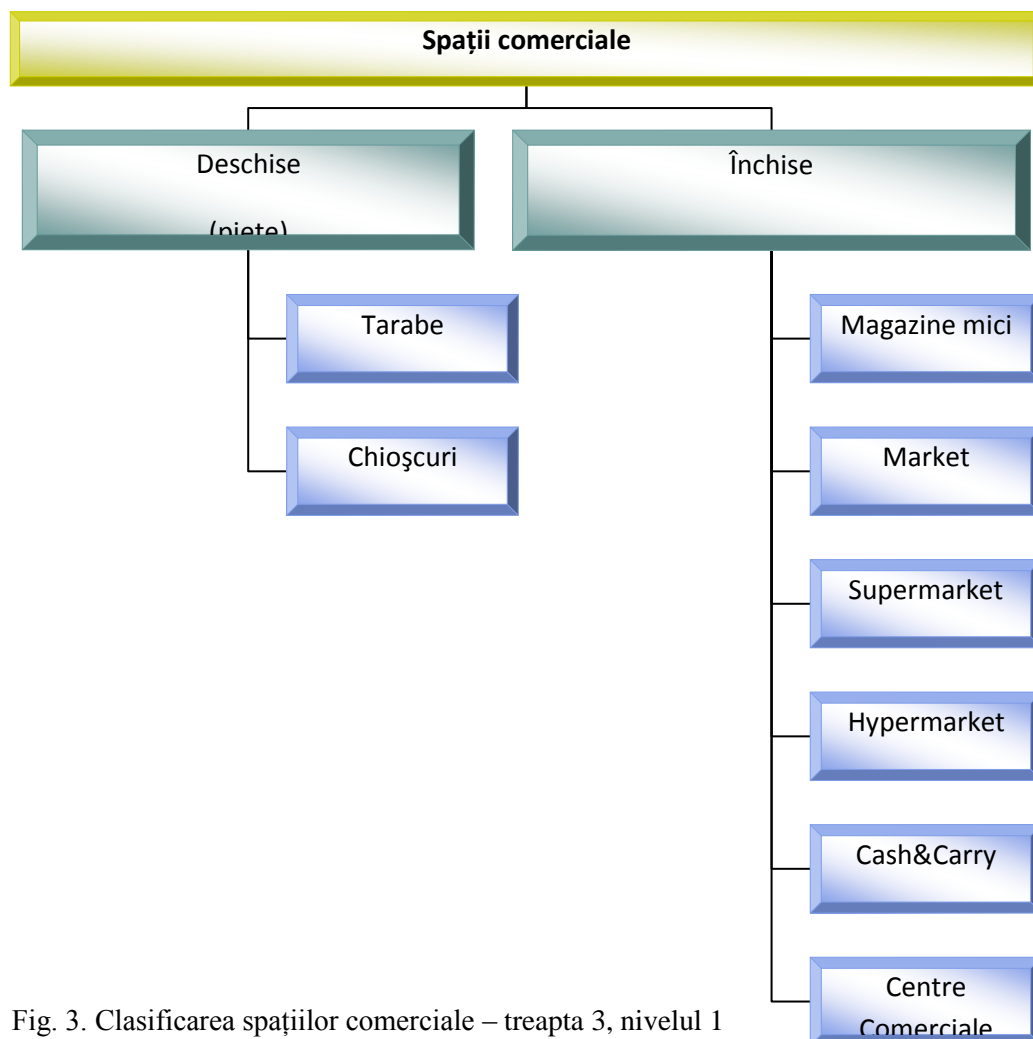 Spații comerciale
Deschise
(piețe)
Închise
Tarabe
Chioşcuri
Magazine mici
Market
Supermarket
Hypermarket
Cash&Carry
Centre
Comerciale
Fig. 3. Clasificarea spațiilor comerciale – treapta 3, nivelul 1